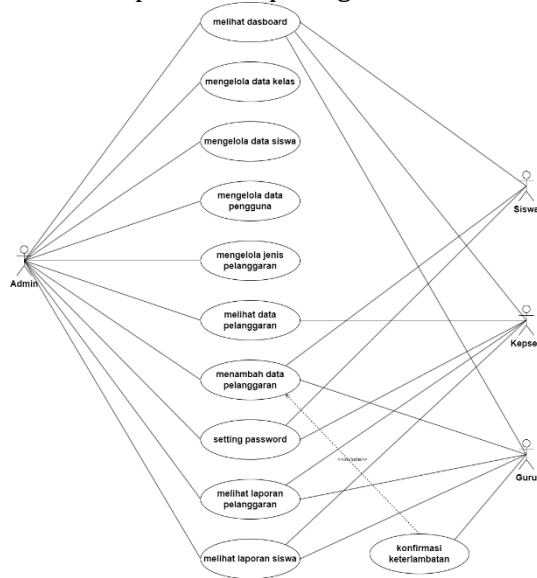 melihat dasboard
mengelola data kelas
mengelola data siswa
mengelola data
pengguna
mengelola jenis
pelanggaran
melihat data
pelanggaran
menambah data
pelanggaran
setting password
melihat laporan
pelanggaran
melihat laporan siswa
konfirmasi
keterlambatan
<<include>>
Admin
Siswa
Kepse
Guru